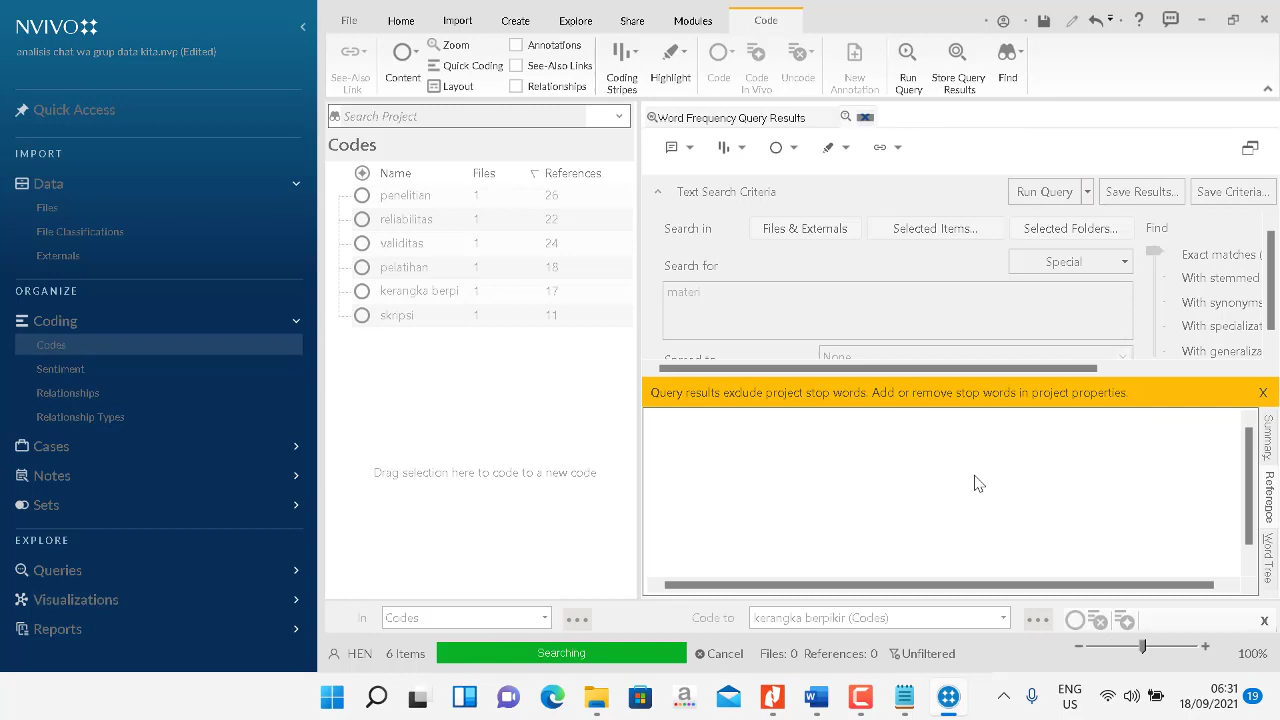 NVIVO
analisis chat wa grup data kita.nvp (Edited)
Quick Access
IMPORT
Data
Files
File Classifications
Externals
ORGANIZE
Coding
Codes
Sentiment
Relationships
Relationship Types
Cases
Notes
Sets
EXPLORE
Queries
Visualizations
Reports
File Home Import Create Explore Share Modules Code
See-Also Link
Content
Zoom
Quick Coding
Layout
Annotations
See-Also Links
Relationships
Coding Stripes
Highlight
Code
Code In Vivo
Uncode
New Annotation
Run Query
Store Query Results
Find
Search Project
Codes
Name Files References
penelitian 1 26
reliabilitas 1 22
validitas 1 24
pelatihan 1 18
kerangka berpi 1 17
skripsi 1 11
Drag selection here to code to a new code
Word Frequency Query Results
Text Search Criteria Run Query Save Results... Save Criteria...
Search in Files & Externals Selected Items... Selected Folders... Find
Search for Special
materi
Exact matches (
With stemmed
With synonyms
With specializat
With generaliza
Spread to None
Query results exclude project stop words. Add or remove stop words in project properties. X
Summary
Reference
Word Tree
In Codes Code to kerangka berpikir (Codes) X
HEN 6 Items Searching Cancel Files: 0 References: 0 Unfiltered 100%
ENG
US
06:31
18/09/2021
19